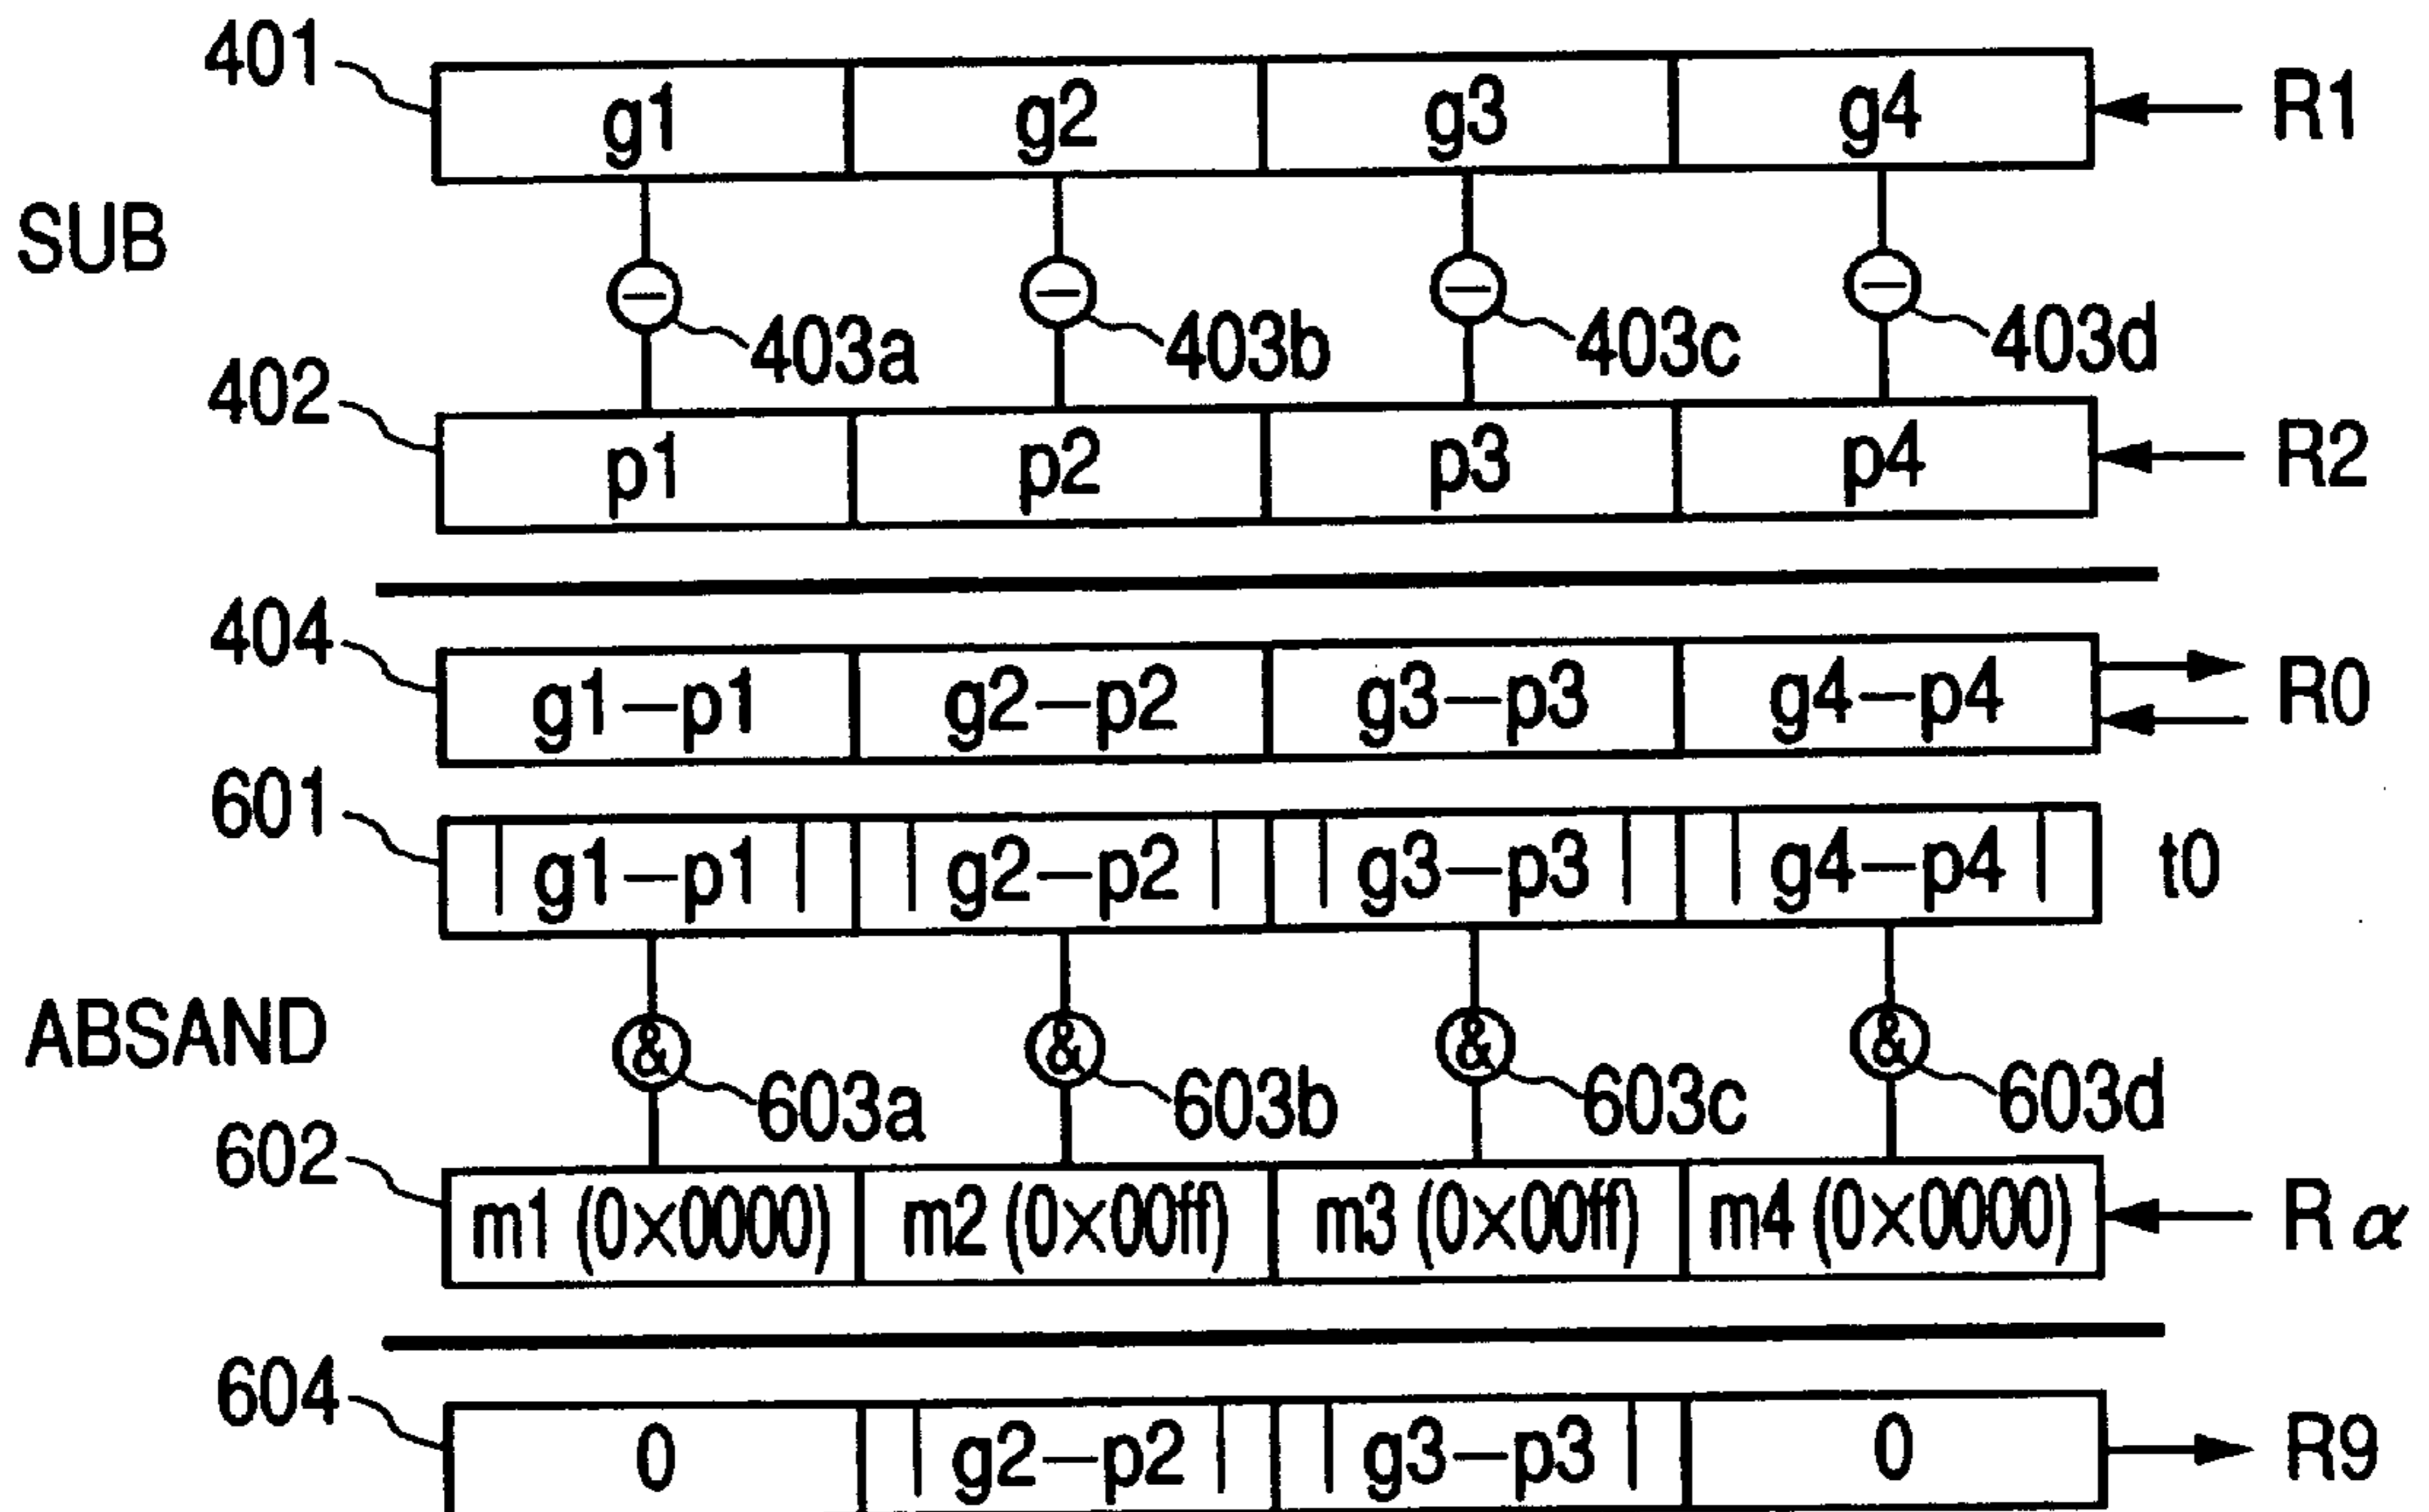 401 g1 g2 g3 g4 R1
SUB
403a 403b 403c 403d
402 p1 p2 p3 p4 R2
404 g1−p1 g2−p2 g3−p3 g4−p4 R0
601 |g1−p1| |g2−p2| |g3−p3| |g4−p4| t0
ABSAND & & & &
603a 603b 603c 603d
602 m1 (0×0000) m2 (0×00ff) m3 (0×00ff) m4 (0×0000) R α
604 0 |g2−p2| |g3−p3| 0 R9